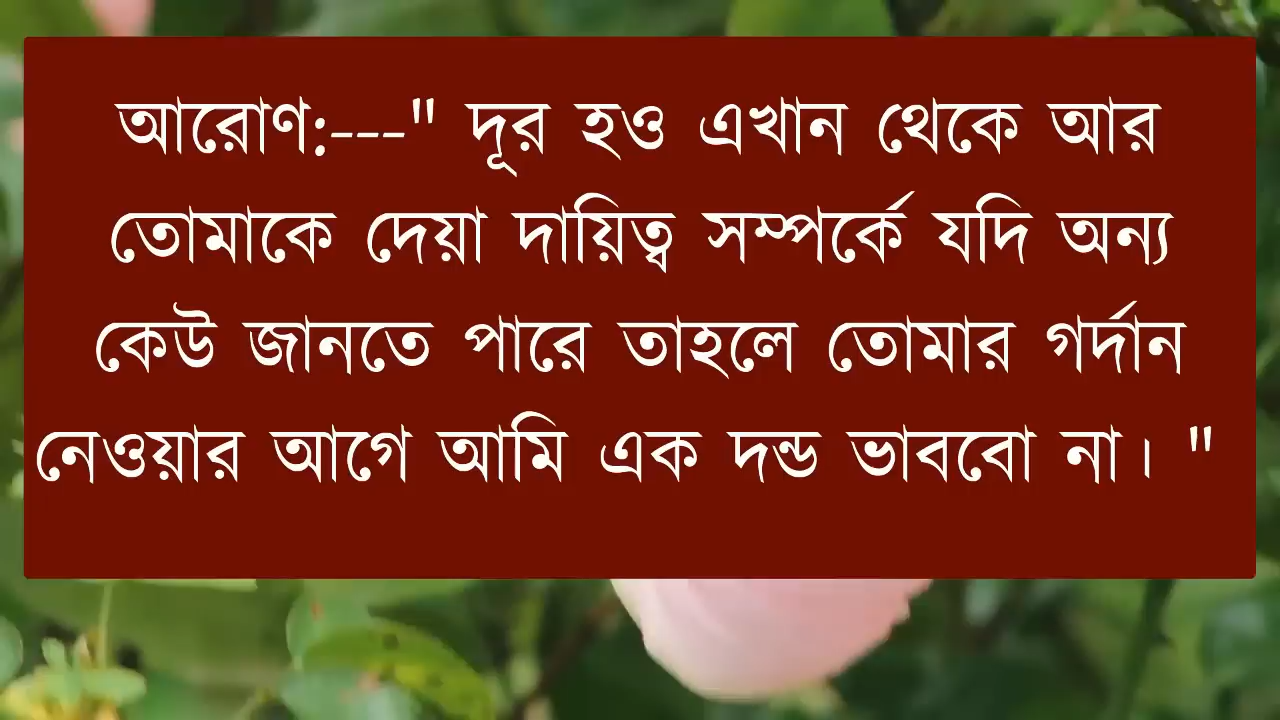 আরোণ:---" দূর হও এখান থেকে আর
তোমাকে দেয়া দায়িত্ব সম্পর্কে যদি অন্য
কেউ জানতে পারে তাহলে তোমার গর্দান
নেওয়ার আগে আমি এক দন্ড ভাববো না। "